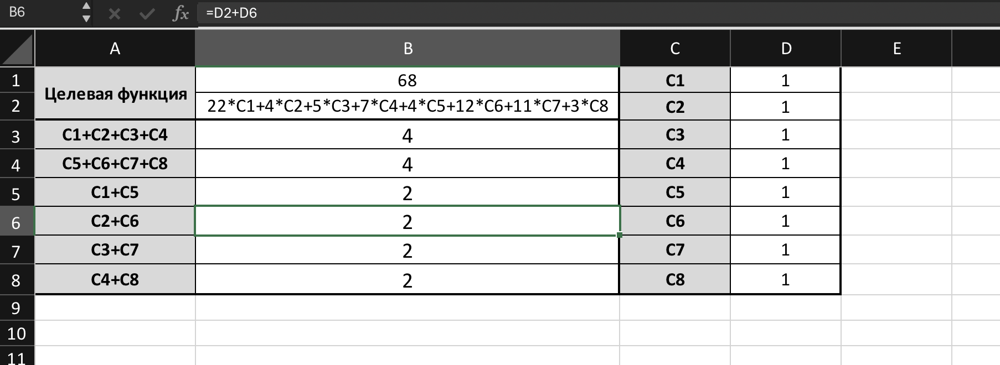 B6 fx =D2+D6
A B C D E
1 68 C1 1
Целевая функция
2 22*C1+4*C2+5*C3+7*C4+4*C5+12*C6+11*C7+3*C8 C2 1
3 C1+C2+C3+C4 4 C3 1
4 C5+C6+C7+C8 4 C4 1
5 C1+C5 2 C5 1
6 C2+C6 2 C6 1
7 C3+C7 2 C7 1
8 C4+C8 2 C8 1
9
10
11